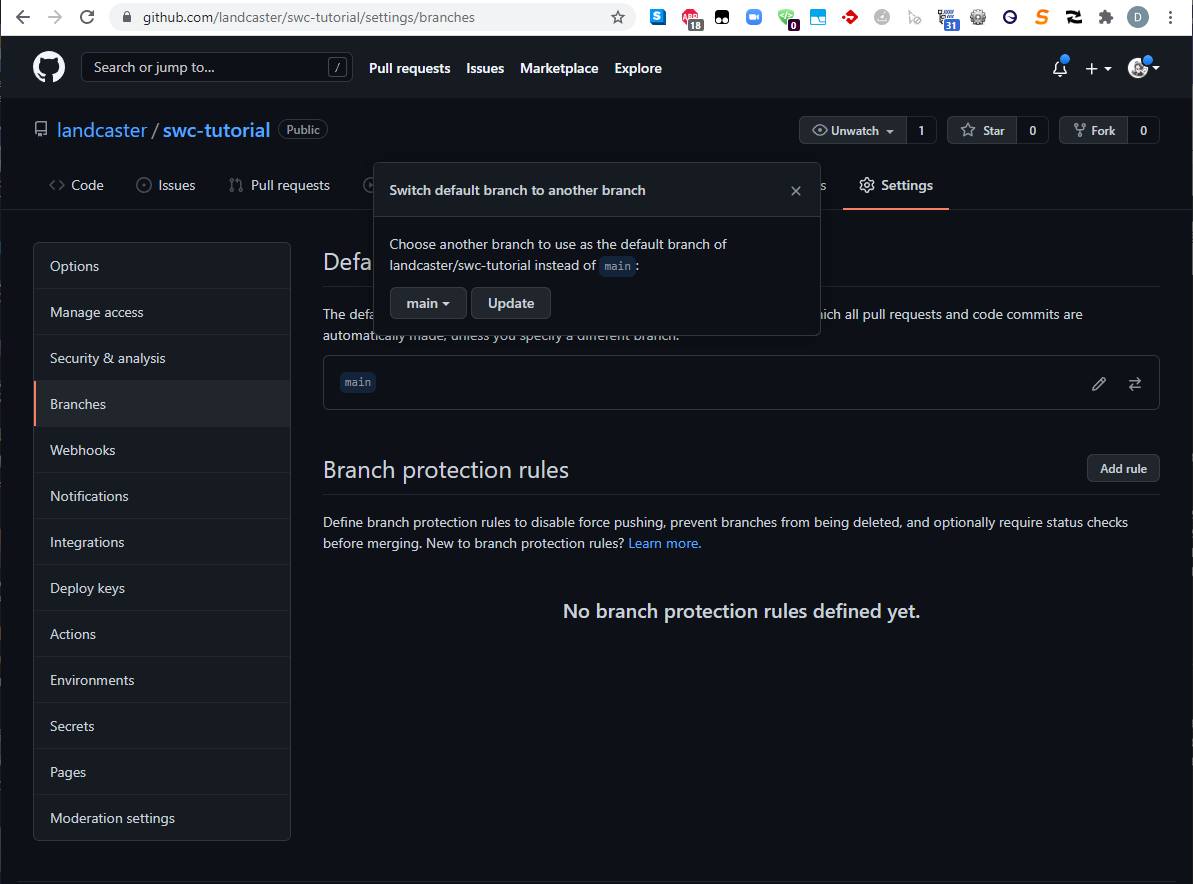 github.com/landcaster/swc-tutorial/settings/branches
18
0
31
D
Search or jump to...
/
Pull requests
Issues
Marketplace
Explore
landcaster / swc-tutorial
Public
Unwatch
1
Star
0
Fork
0
Code
Issues
Pull requests
s
Settings
Switch default branch to another branch
Choose another branch to use as the default branch of
landcaster/swc-tutorial instead of main:
main
Update
Options
Manage access
Security & analysis
Branches
Webhooks
Notifications
Integrations
Deploy keys
Actions
Environments
Secrets
Pages
Moderation settings
Defa
The defa
ich all pull requests and code commits are
automatically made, unless you specify a different branch.
main
Branch protection rules
Add rule
Define branch protection rules to disable force pushing, prevent branches from being deleted, and optionally require status checks
before merging. New to branch protection rules? Learn more.
No branch protection rules defined yet.